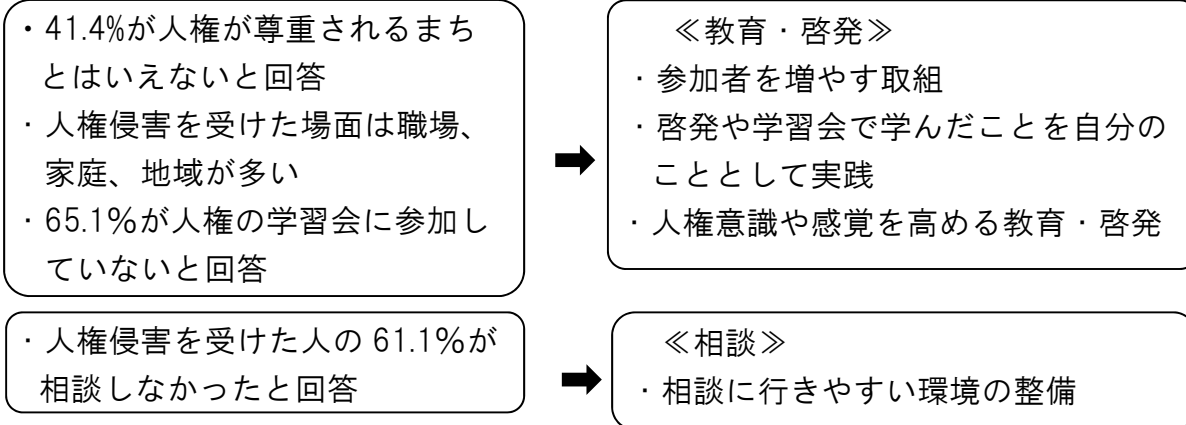 ・41.4%が人権が尊重されるまち
とはいえないと回答
・人権侵害を受けた場面は職場、
家庭、地域が多い
・65.1%が人権の学習会に参加し
ていないと回答
≪教育・啓発≫
・参加者を増やす取組
・啓発や学習会で学んだことを自分の
こととして実践
・人権意識や感覚を高める教育・啓発
・人権侵害を受けた人の 61.1%が
相談しなかったと回答
≪相談≫
・相談に行きやすい環境の整備